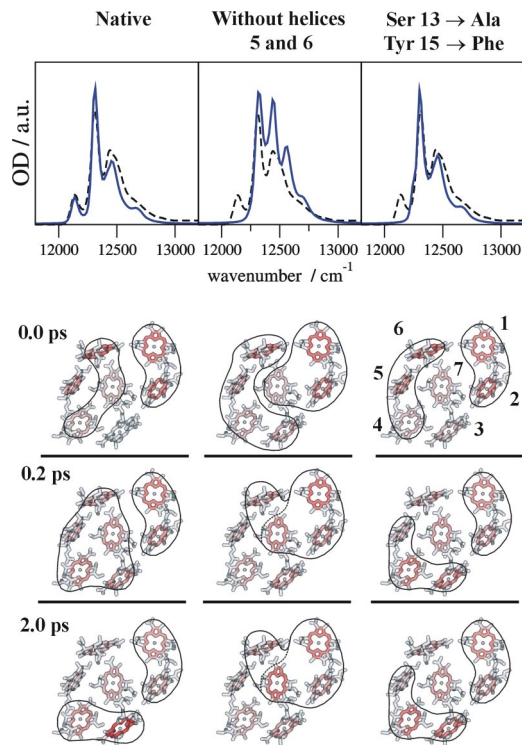 Native
Without helices
5 and 6
Ser 13 → Ala
Tyr 15 → Phe
OD / a.u.
12000 12500 13000
12000 12500 13000
12000 12500 13000
wavenumber / cm⁻¹
0.0 ps
6
1
5
7
2
4
3
0.2 ps
2.0 ps